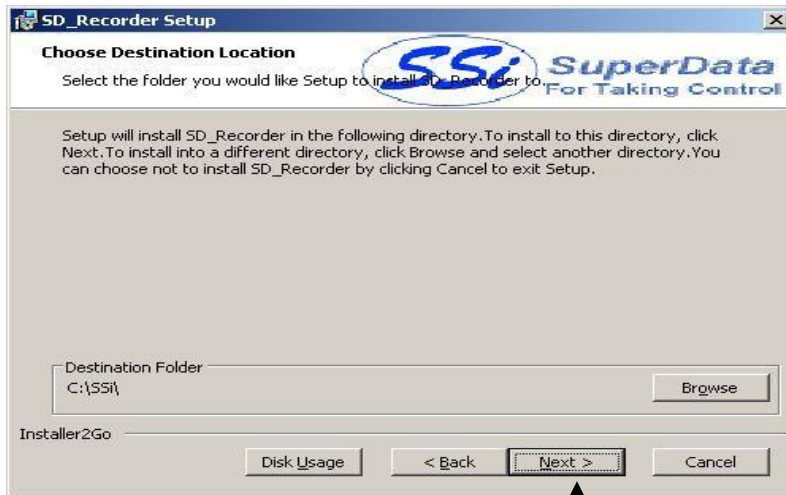 SD_Recorder Setup
Choose Destination Location
Select the folder you would like Setup to install SD_Recorder to.
SSi SuperData
For Taking Control
Setup will install SD_Recorder in the following directory.To install to this directory, click
Next.To install into a different directory, click Browse and select another directory.You
can choose not to install SD_Recorder by clicking Cancel to exit Setup.
Destination Folder
C:\SSi\
Browse
Installer2Go
Disk Usage
< Back
Next >
Cancel